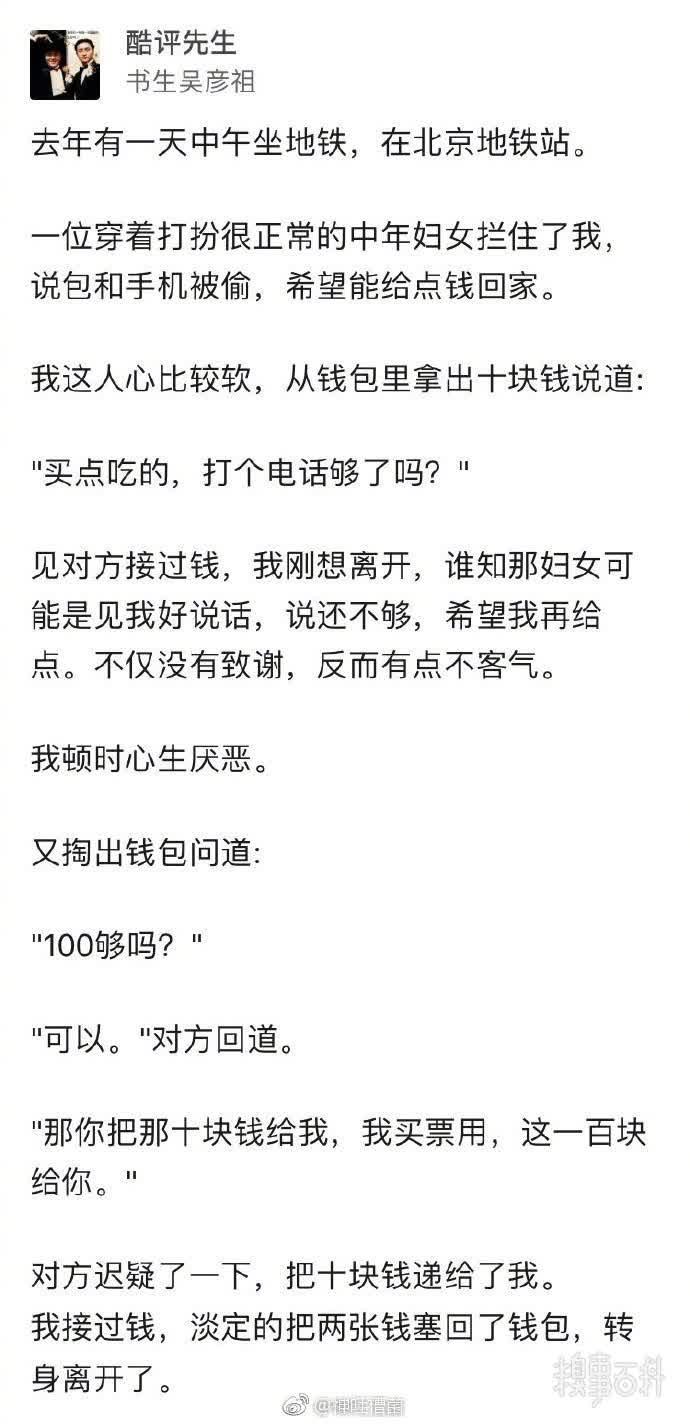 酷评先生
书生吴彦祖
去年有一天中午坐地铁，在北京地铁站。
一位穿着打扮很正常的中年妇女拦住了我，
说包和手机被偷，希望能给点钱回家。
我这人心比较软，从钱包里拿出十块钱说道:
"买点吃的，打个电话够了吗？"
见对方接过钱，我刚想离开，谁知那妇女可
能是见我好说话，说还不够，希望我再给
点。不仅没有致谢，反而有点不客气。
我顿时心生厌恶。
又掏出钱包问道:
"100够吗？"
"可以。"对方回道。
"那你把那十块钱给我，我买票用，这一百块
给你。"
对方迟疑了一下，把十块钱递给了我。
我接过钱，淡定的把两张钱塞回了钱包，转
身离开了。
糗事百科